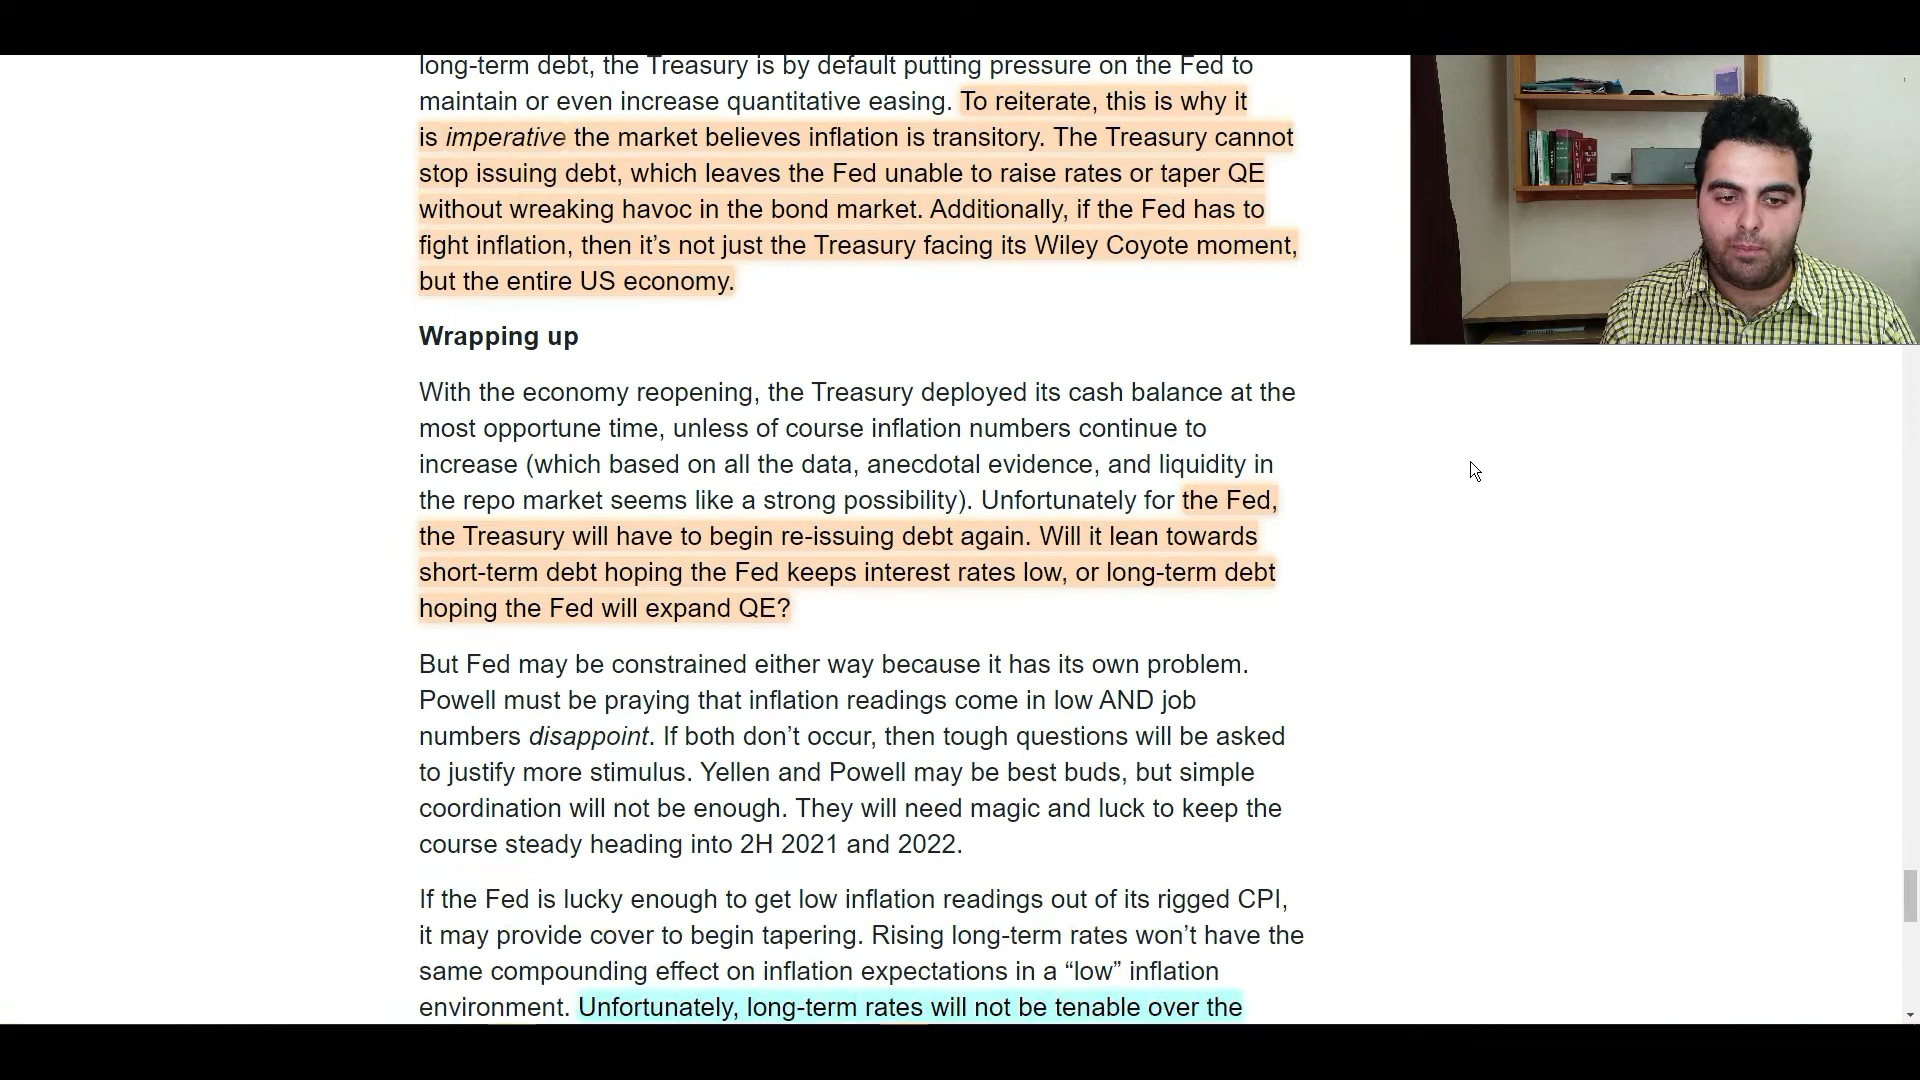 long-term debt, the Treasury is by default putting pressure on the Fed to
maintain or even increase quantitative easing. To reiterate, this is why it
is imperative the market believes inflation is transitory. The Treasury cannot
stop issuing debt, which leaves the Fed unable to raise rates or taper QE
without wreaking havoc in the bond market. Additionally, if the Fed has to
fight inflation, then it’s not just the Treasury facing its Wiley Coyote moment,
but the entire US economy.
Wrapping up
With the economy reopening, the Treasury deployed its cash balance at the
most opportune time, unless of course inflation numbers continue to
increase (which based on all the data, anecdotal evidence, and liquidity in
the repo market seems like a strong possibility). Unfortunately for the Fed,
the Treasury will have to begin re-issuing debt again. Will it lean towards
short-term debt hoping the Fed keeps interest rates low, or long-term debt
hoping the Fed will expand QE?
But Fed may be constrained either way because it has its own problem.
Powell must be praying that inflation readings come in low AND job
numbers disappoint. If both don’t occur, then tough questions will be asked
to justify more stimulus. Yellen and Powell may be best buds, but simple
coordination will not be enough. They will need magic and luck to keep the
course steady heading into 2H 2021 and 2022.
If the Fed is lucky enough to get low inflation readings out of its rigged CPI,
it may provide cover to begin tapering. Rising long-term rates won’t have the
same compounding effect on inflation expectations in a “low” inflation
environment. Unfortunately, long-term rates will not be tenable over the